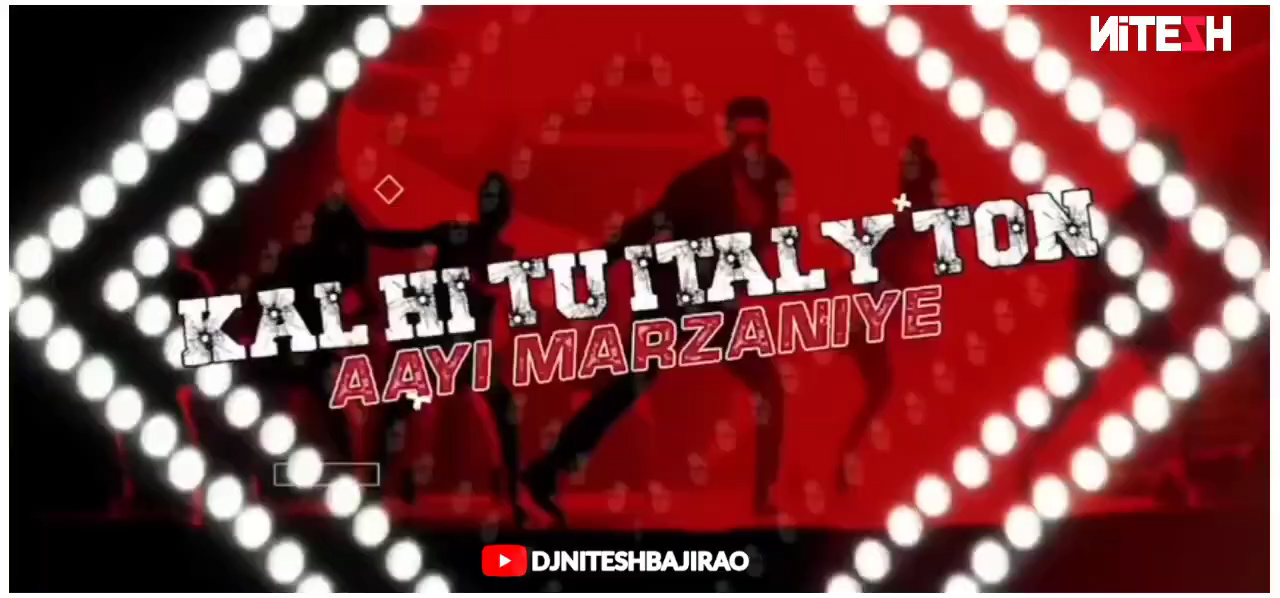 NiTESH
KAL HI TU ITALY TON
AAYI MARZANIYE
DJNITESHBAJIRAO